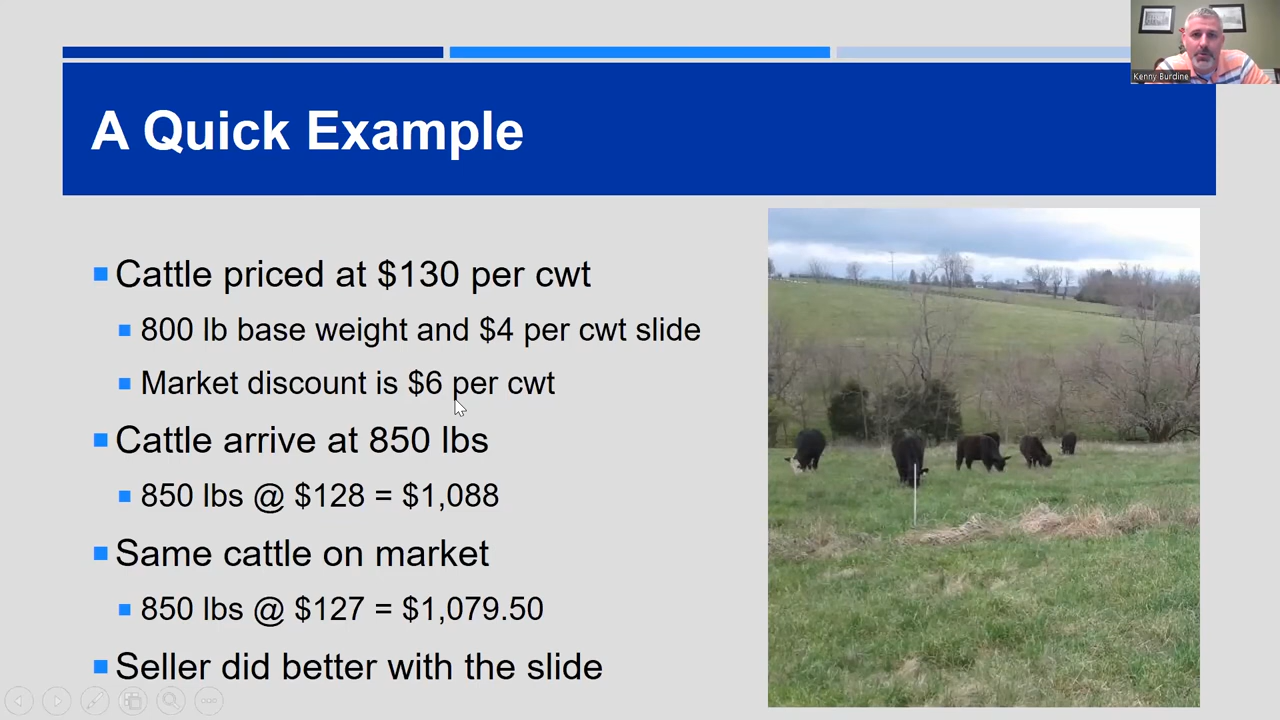 Kenny Burdine
A Quick Example
Cattle priced at $130 per cwt
800 lb base weight and $4 per cwt slide
Market discount is $6 per cwt
Cattle arrive at 850 lbs
850 lbs @ $128 = $1,088
Same cattle on market
850 lbs @ $127 = $1,079.50
Seller did better with the slide